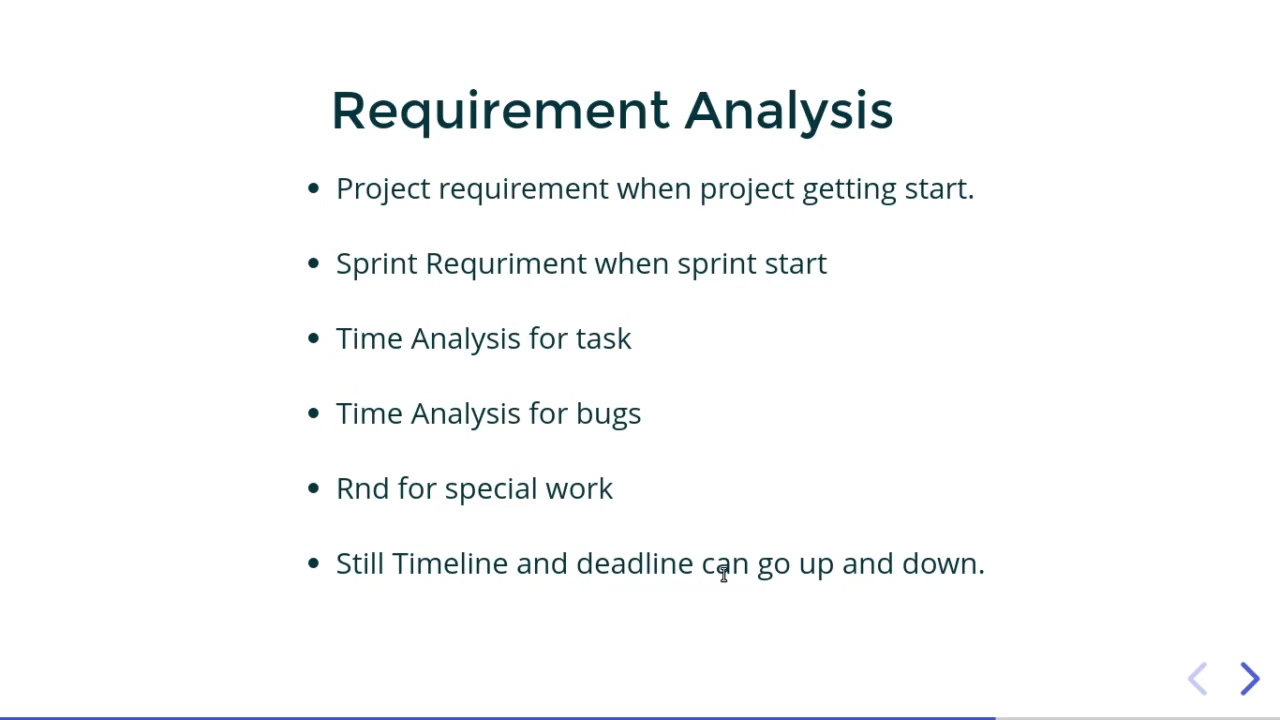 Requirement Analysis
Project requirement when project getting start.
Sprint Requriment when sprint start
Time Analysis for task
Time Analysis for bugs
Rnd for special work
Still Timeline and deadline can go up and down.